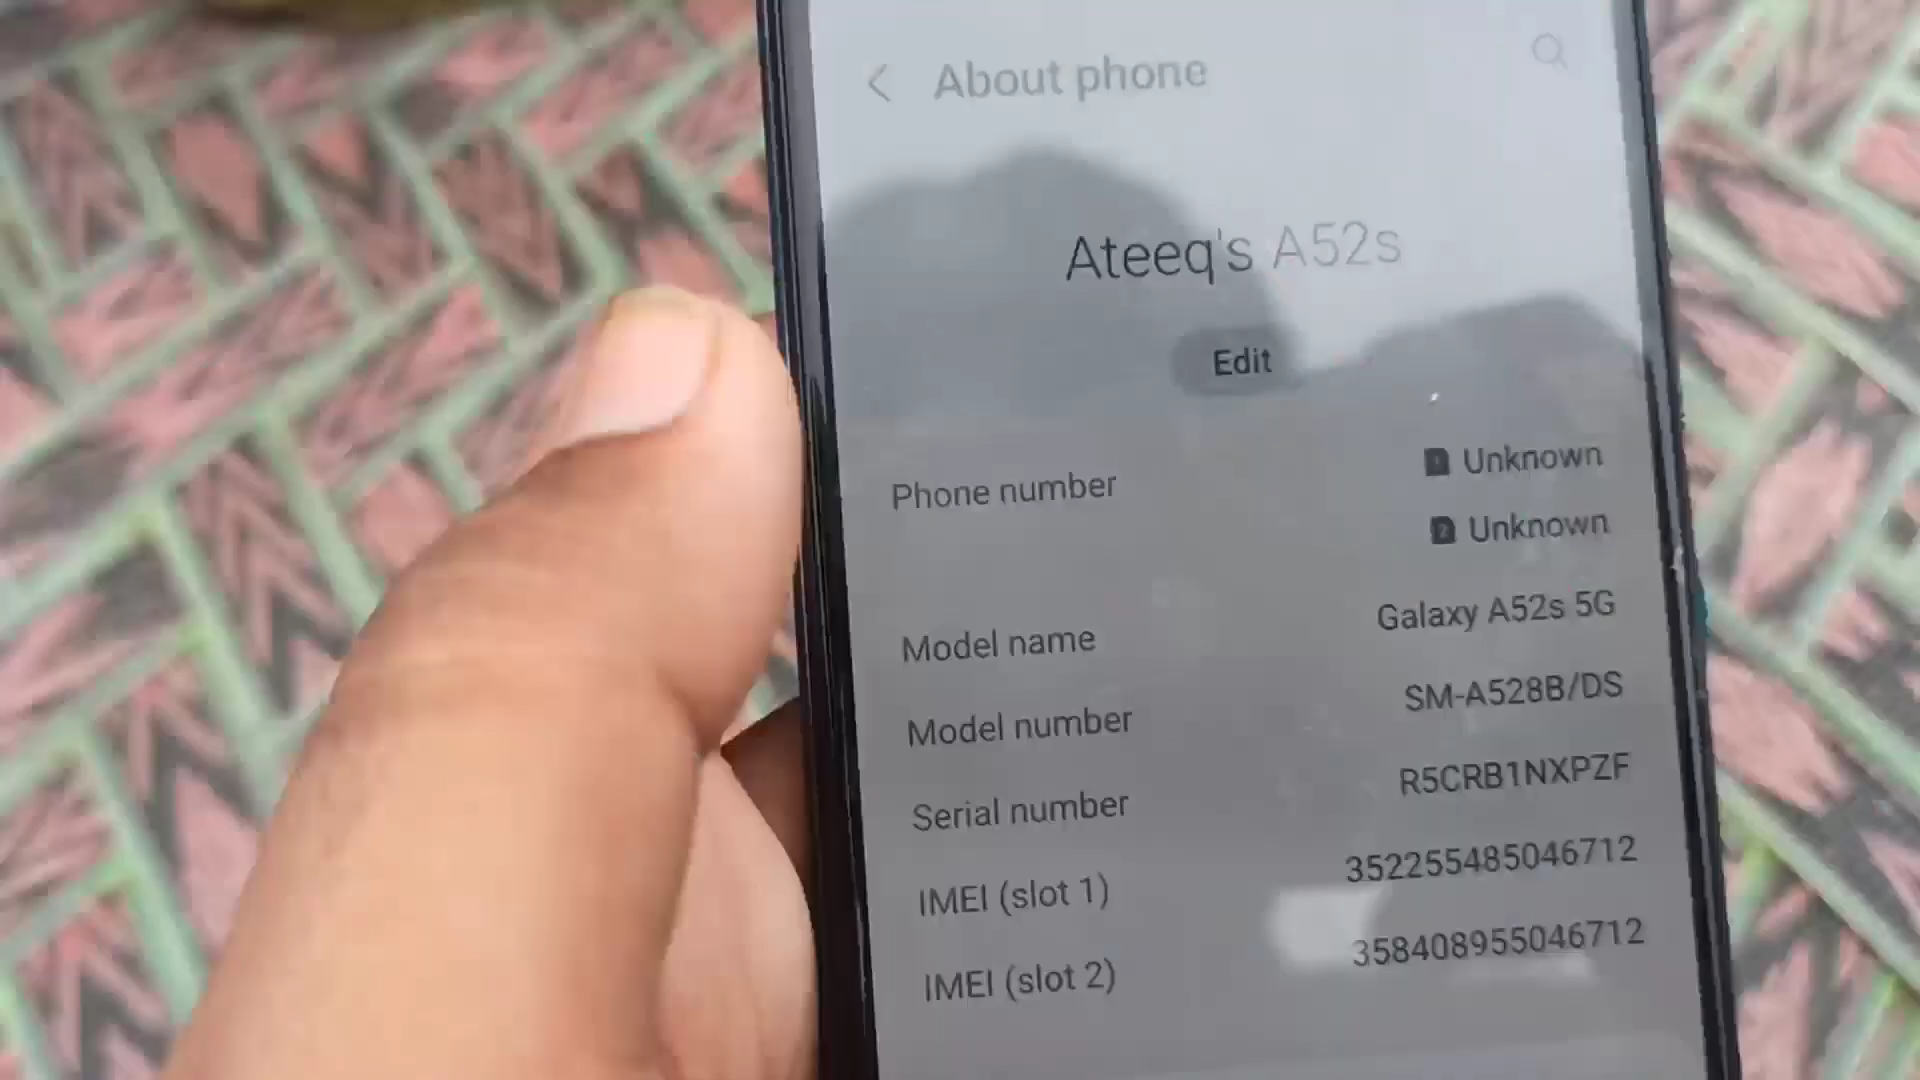 About phone
Ateeq's A52s
Edit
Phone number
Unknown
Unknown
Model name
Galaxy A52s 5G
Model number
SM-A528B/DS
Serial number
R5CRB1NXPZF
IMEI (slot 1)
352255485046712
IMEI (slot 2)
358408955046712